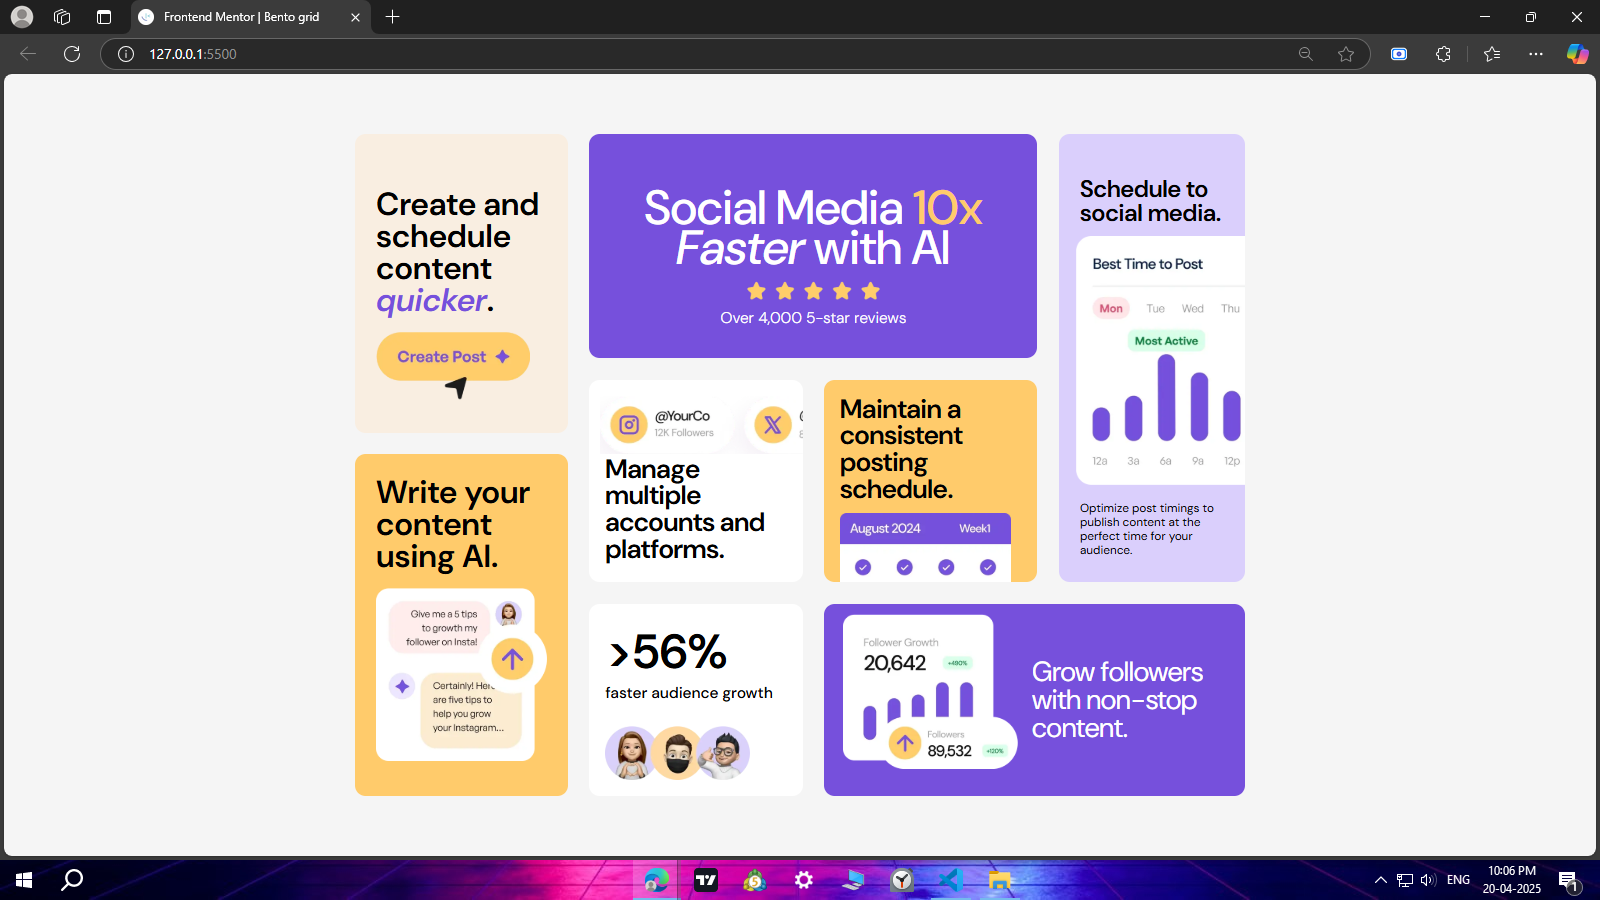 Frontend Mentor | Bento grid
127.0.0.1:5500
Create and
schedule
content
quicker.
Create Post
Write your
content
using AI.
Give me a 5 tips
to growth my
follower on Insta!
Certainly! Here
are five tips to
help you grow
your Instagram...
Social Media 10x
Faster with AI
Over 4,000 5-star reviews
@YourCo
12K Followers
Manage
multiple
accounts and
platforms.
Maintain a
consistent
posting
schedule.
August 2024 Week1
>56%
faster audience growth
Follower Growth
20,642 +490%
Followers
89,532 +120%
Grow followers
with non-stop
content.
Schedule to
social media.
Best Time to Post
Mon Tue Wed Thu
Most Active
12a 3a 6a 9a 12p
Optimize post timings to
publish content at the
perfect time for your
audience.
ENG
10:06 PM
20-04-2025
1